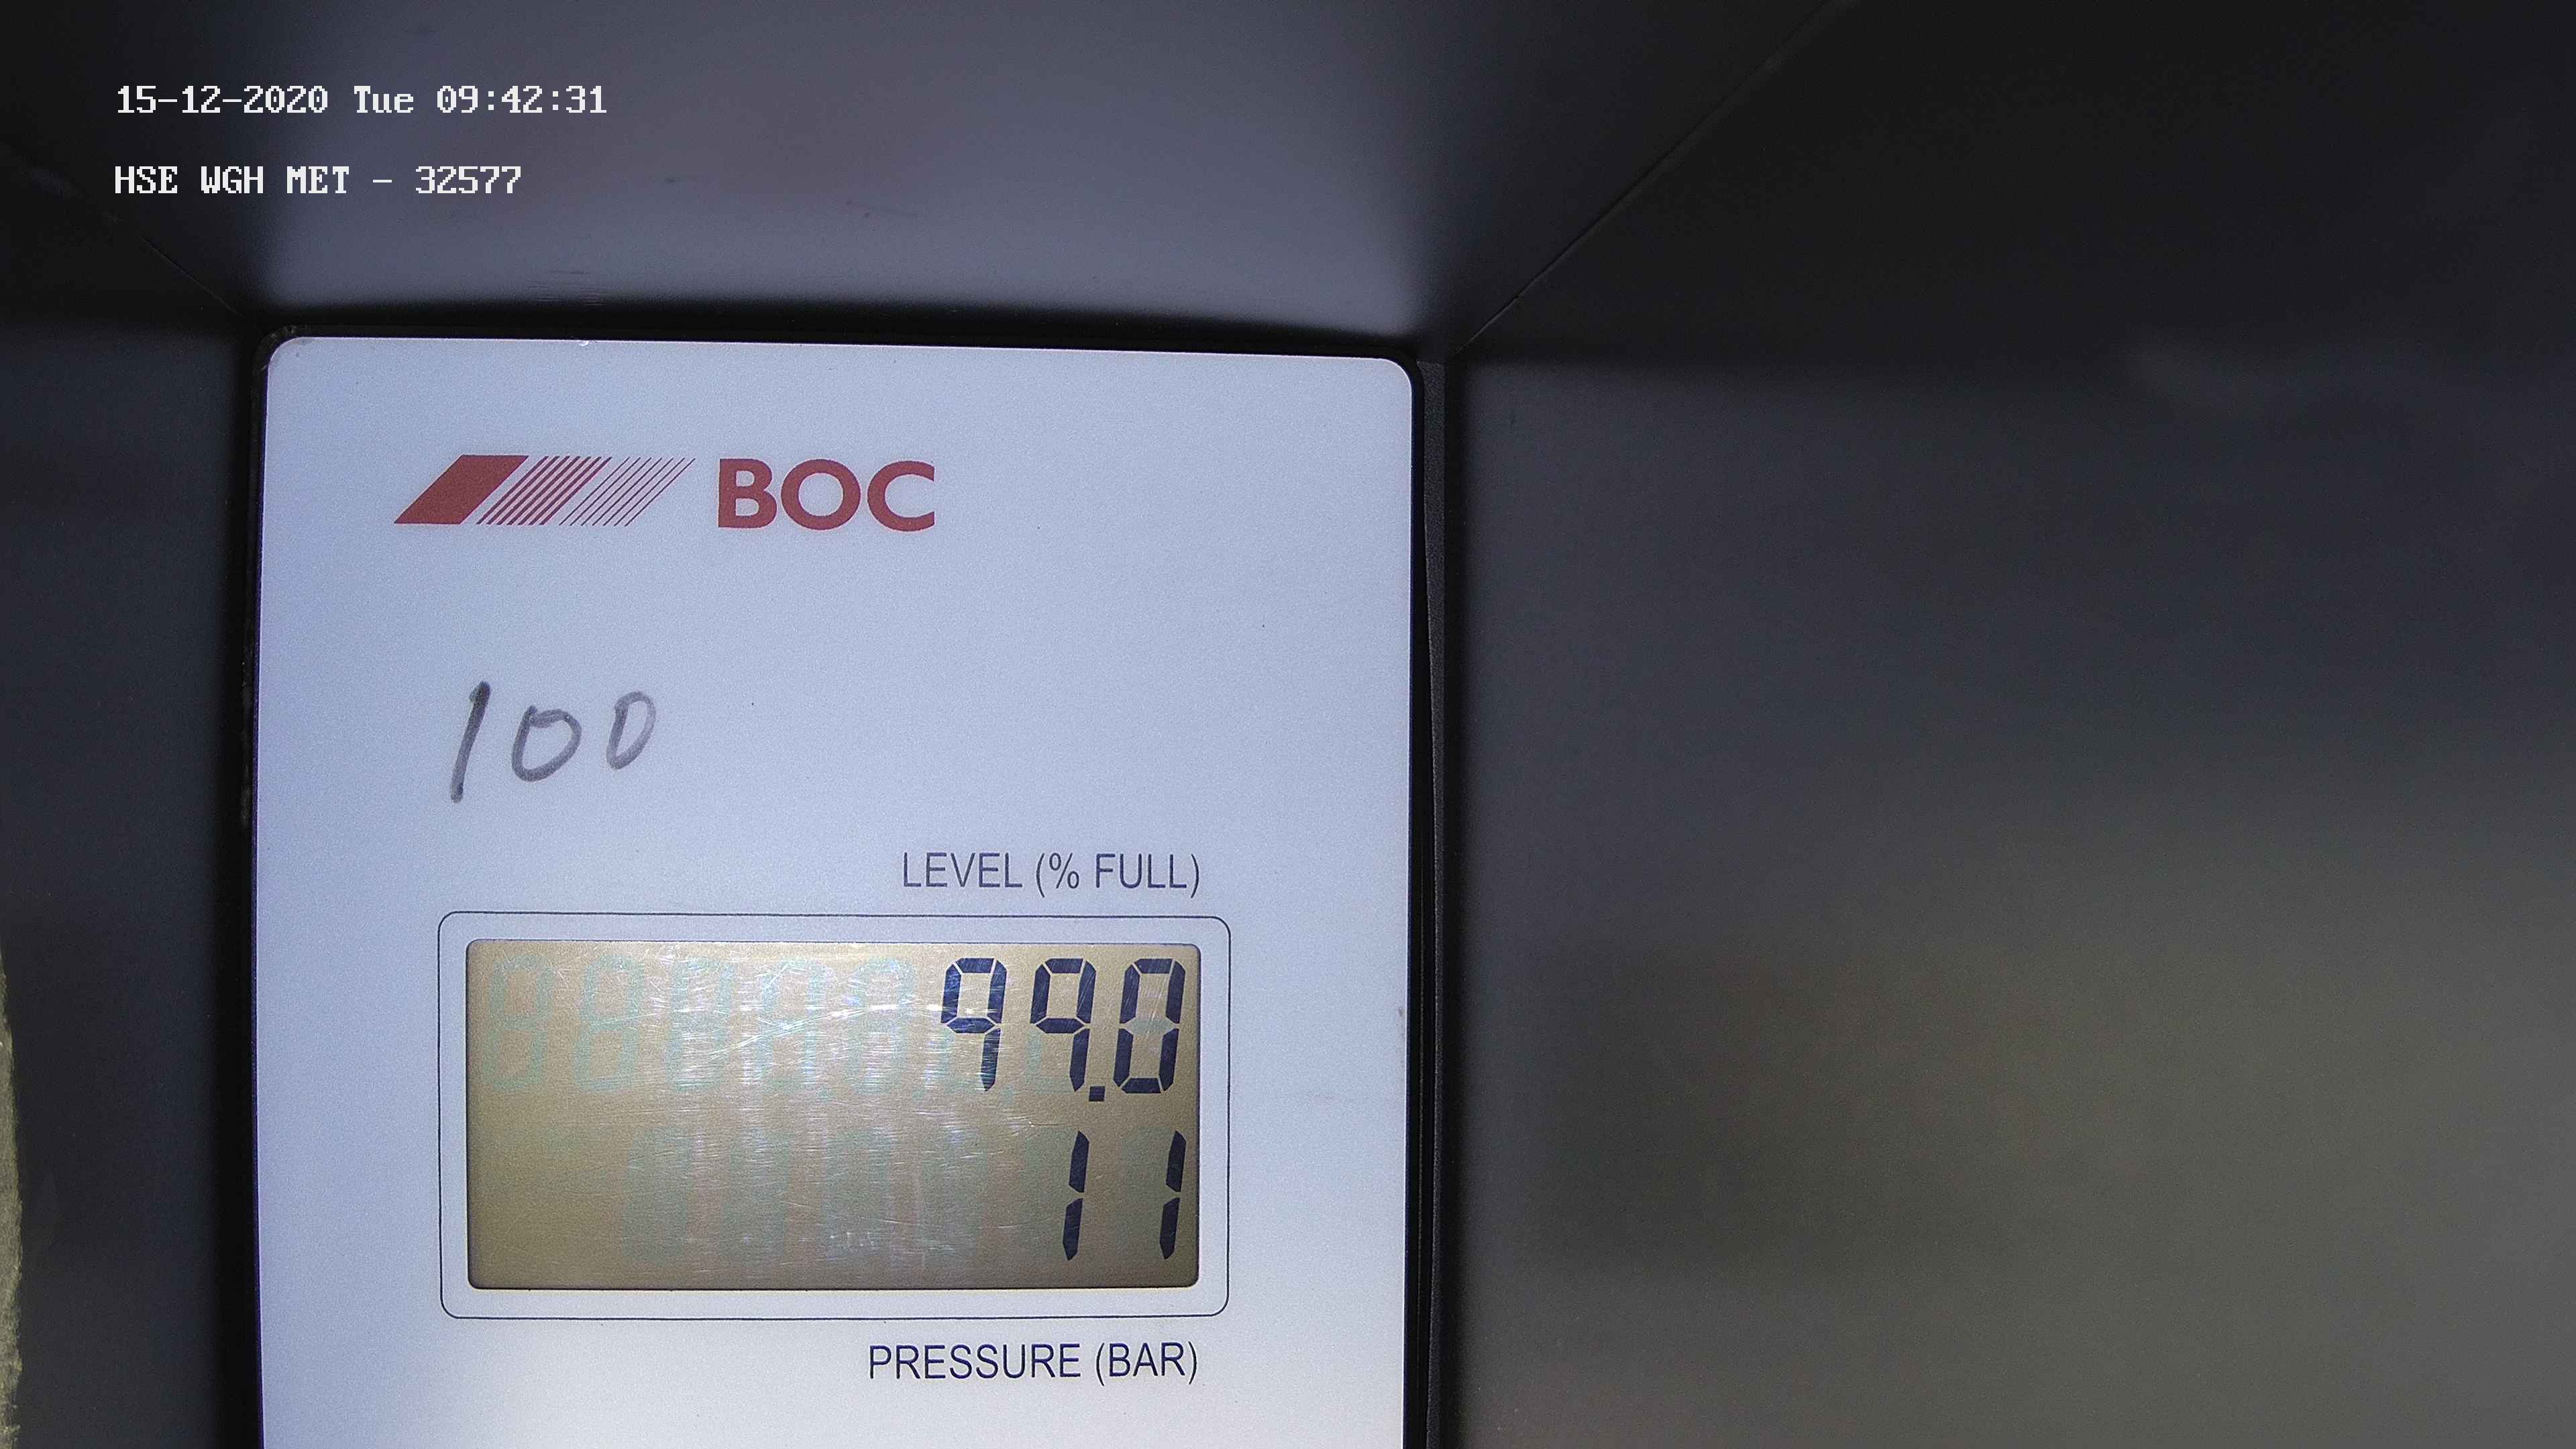 15-12-2020 Tue 09:42:31
HSE WGH MET - 32577
BOC
100
LEVEL (% FULL)
99.0
11
PRESSURE (BAR)